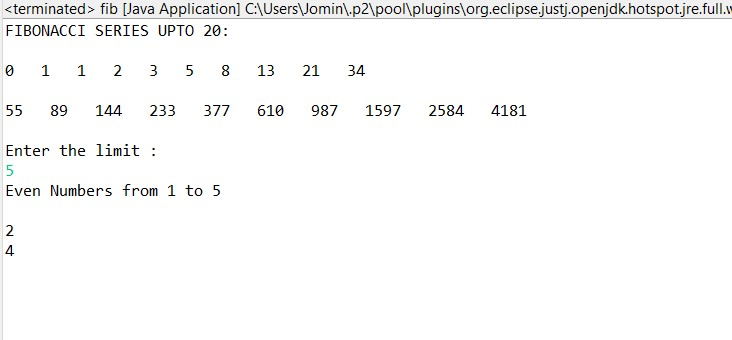 <terminated> fib [Java Application] C:\Users\Jomin\.p2\pool\plugins\org.eclipse.justj.openjdk.hotspot.jre.full.w
FIBONACCI SERIES UPTO 20:
0 1 1 2 3 5 8 13 21 34
55 89 144 233 377 610 987 1597 2584 4181
Enter the limit :
5
Even Numbers from 1 to 5
2
4